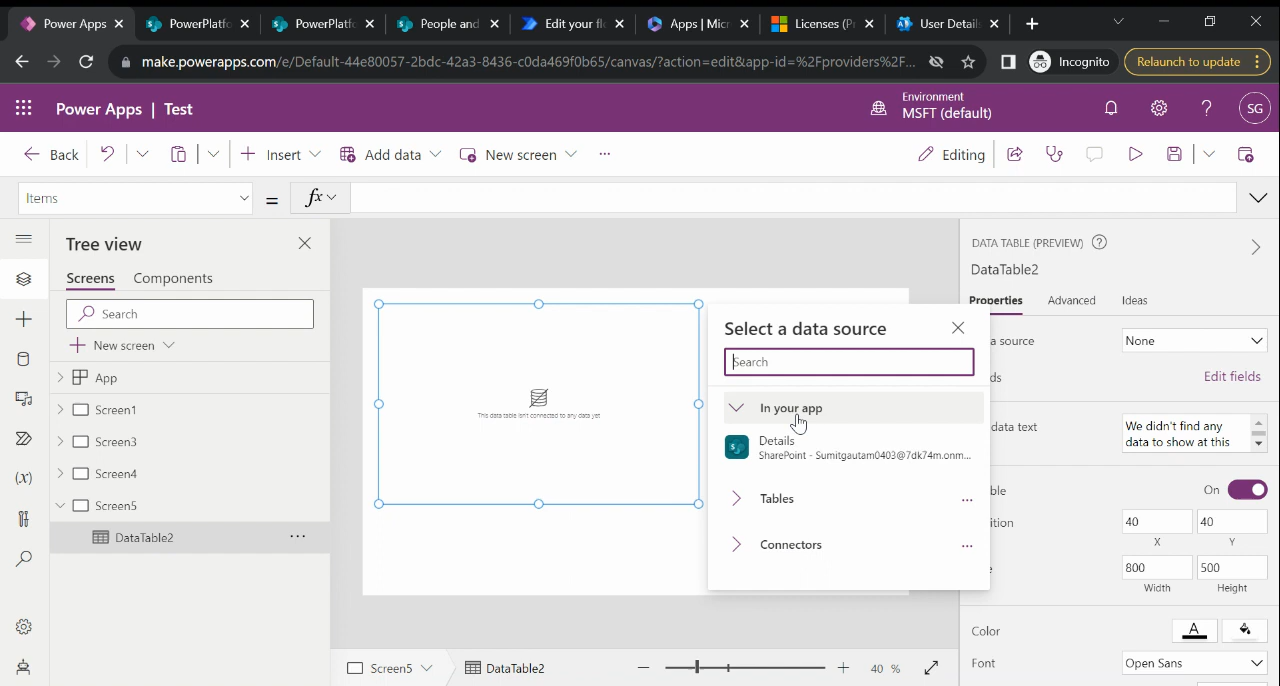 Power Apps
PowerPlatfo
PowerPlatfo
People and
Edit your flo
Apps | Micr
Licenses (Pr
User Details
make.powerapps.com/e/Default-44e80057-2bdc-42a3-8436-c0da469f0b65/canvas/?action=edit&app-id=%2Fproviders%2F...
Incognito
Relaunch to update
Power Apps | Test
Environment
MSFT (default)
SG
Back
Insert
Add data
New screen
...
Editing
Items
=
fx
Tree view
Screens
Components
Search
New screen
App
Screen1
Screen3
Screen4
Screen5
DataTable2
...
This data table isn't connected to any data yet
Select a data source
Search
In your app
Details
SharePoint - Sumitgautam0403@7dk74m.onm...
Tables
...
Connectors
...
DATA TABLE (PREVIEW)
DataTable2
Properties
Advanced
Ideas
a source
None
ds
Edit fields
data text
We didn't find any
data to show at this
ble
On
ition
40
40
X
Y
e
800
500
Width
Height
Color
A
Font
Open Sans
Screen5
DataTable2
40 %